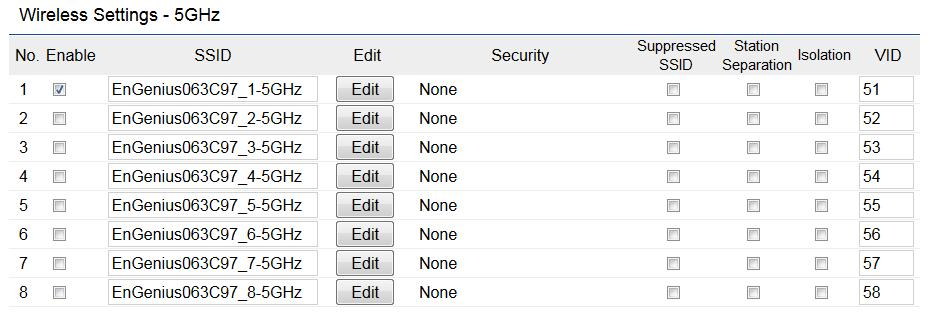 Wireless Settings - 5GHz
No. Enable SSID Edit Security Suppressed SSID Station Separation Isolation VID
1 EnGenius063C97_1-5GHz Edit None 51
2 EnGenius063C97_2-5GHz Edit None 52
3 EnGenius063C97_3-5GHz Edit None 53
4 EnGenius063C97_4-5GHz Edit None 54
5 EnGenius063C97_5-5GHz Edit None 55
6 EnGenius063C97_6-5GHz Edit None 56
7 EnGenius063C97_7-5GHz Edit None 57
8 EnGenius063C97_8-5GHz Edit None 58